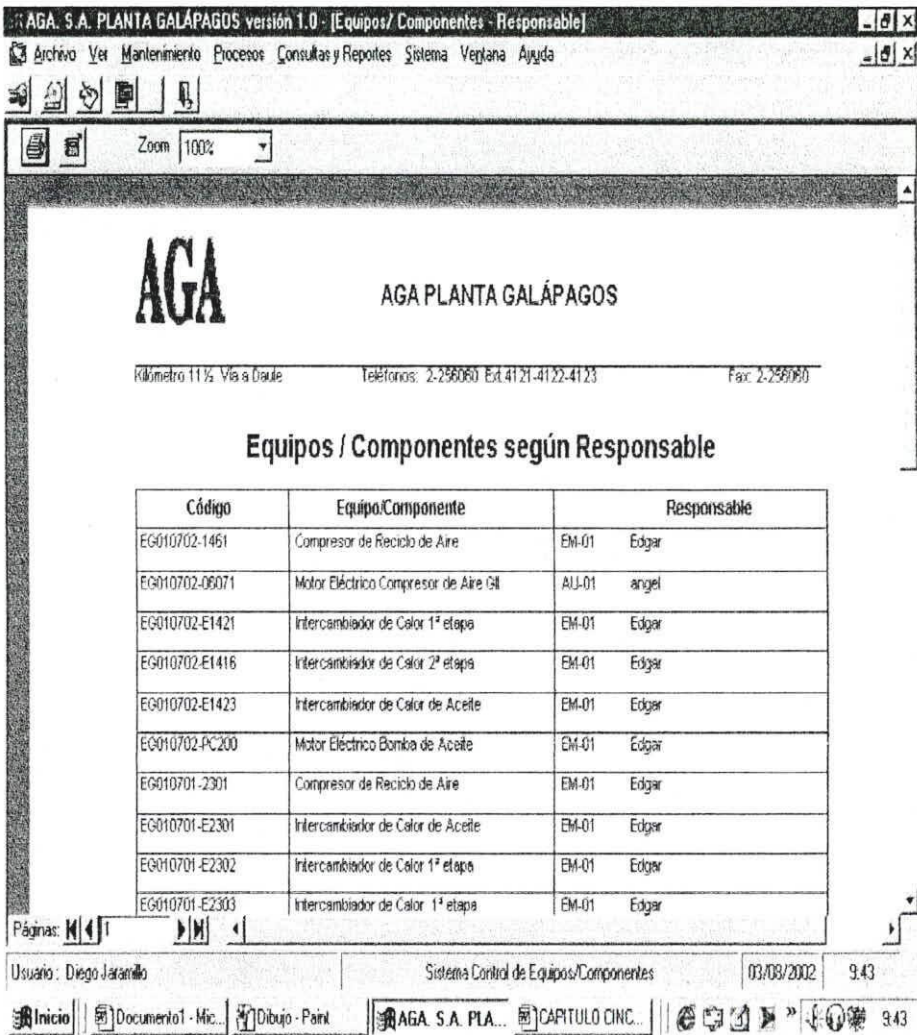 AGA. S.A. PLANTA GALÁPAGOS versión 1.0 - [Equipos/ Componentes - Responsable]
Archivo Ver Mantenimiento Procesos Consultas y Reportes Sistema Ventana Ayuda
Zoom 100%
AGA
AGA PLANTA GALÁPAGOS
Kilómetro 11 ½ Vía a Daule Teléfonos: 2-256060 Ext 4121-4122-4123 Fax: 2-256060
Equipos / Componentes según Responsable
Código Equipo/Componente Responsable
EG010702-1461 Compresor de Reciclo de Aire EM-01 Edgar
EG010702-06071 Motor Eléctrico Compresor de Aire GII AU-01 angel
EG010702-E1421 Intercambiador de Calor 1ª etapa EM-01 Edgar
EG010702-E1416 Intercambiador de Calor 2ª etapa EM-01 Edgar
EG010702-E1423 Intercambiador de Calor de Aceite EM-01 Edgar
EG010702-PC200 Motor Eléctrico Bomba de Aceite EM-01 Edgar
EG010701-2301 Compresor de Reciclo de Aire EM-01 Edgar
EG010701-E2301 Intercambiador de Calor de Aceite EM-01 Edgar
EG010701-E2302 Intercambiador de Calor 1ª etapa EM-01 Edgar
EG010701-E2303 Intercambiador de Calor 1ª etapa EM-01 Edgar
Páginas: 1
Usuario : Diego Jaramillo Sistema Control de Equipos/Componentes 03/08/2002 9:43
Inicio Documento1 - Mic... Dibujo - Paint AGA. S.A. PLA... CAPITULO CINC... » 9:43